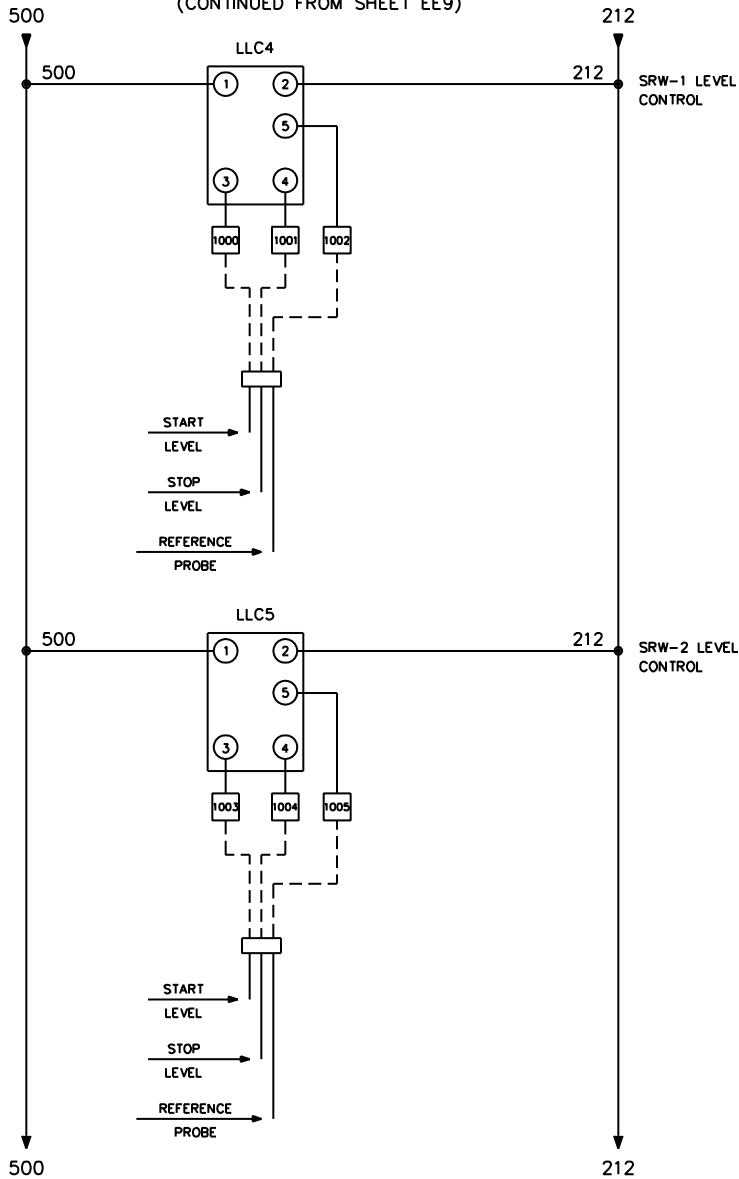 (CONTINUED FROM SHEET EE9)
500
212
LLC4
500
1
2
212
SRW-1 LEVEL
CONTROL
5
3
4
1000
1001
1002
START
LEVEL
STOP
LEVEL
REFERENCE
PROBE
LLC5
500
1
2
212
SRW-2 LEVEL
CONTROL
5
3
4
1003
1004
1005
START
LEVEL
STOP
LEVEL
REFERENCE
PROBE
500
212